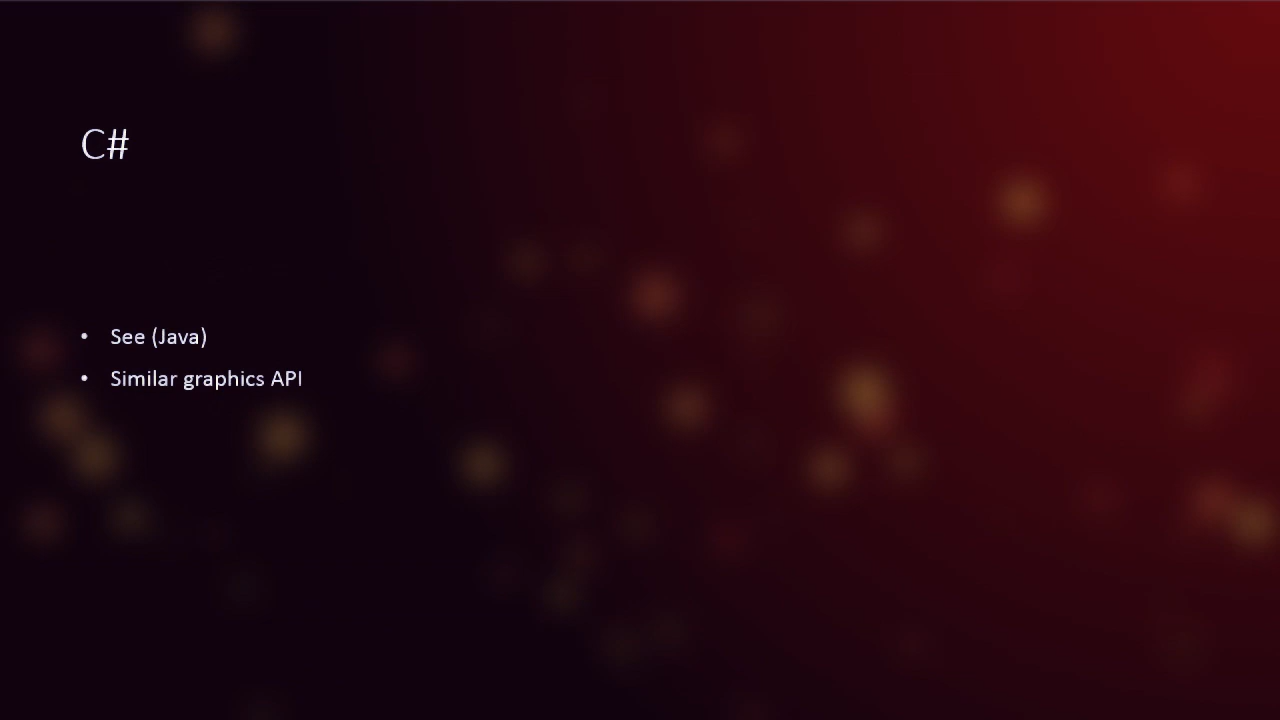 C#
• See (Java)
• Similar graphics API